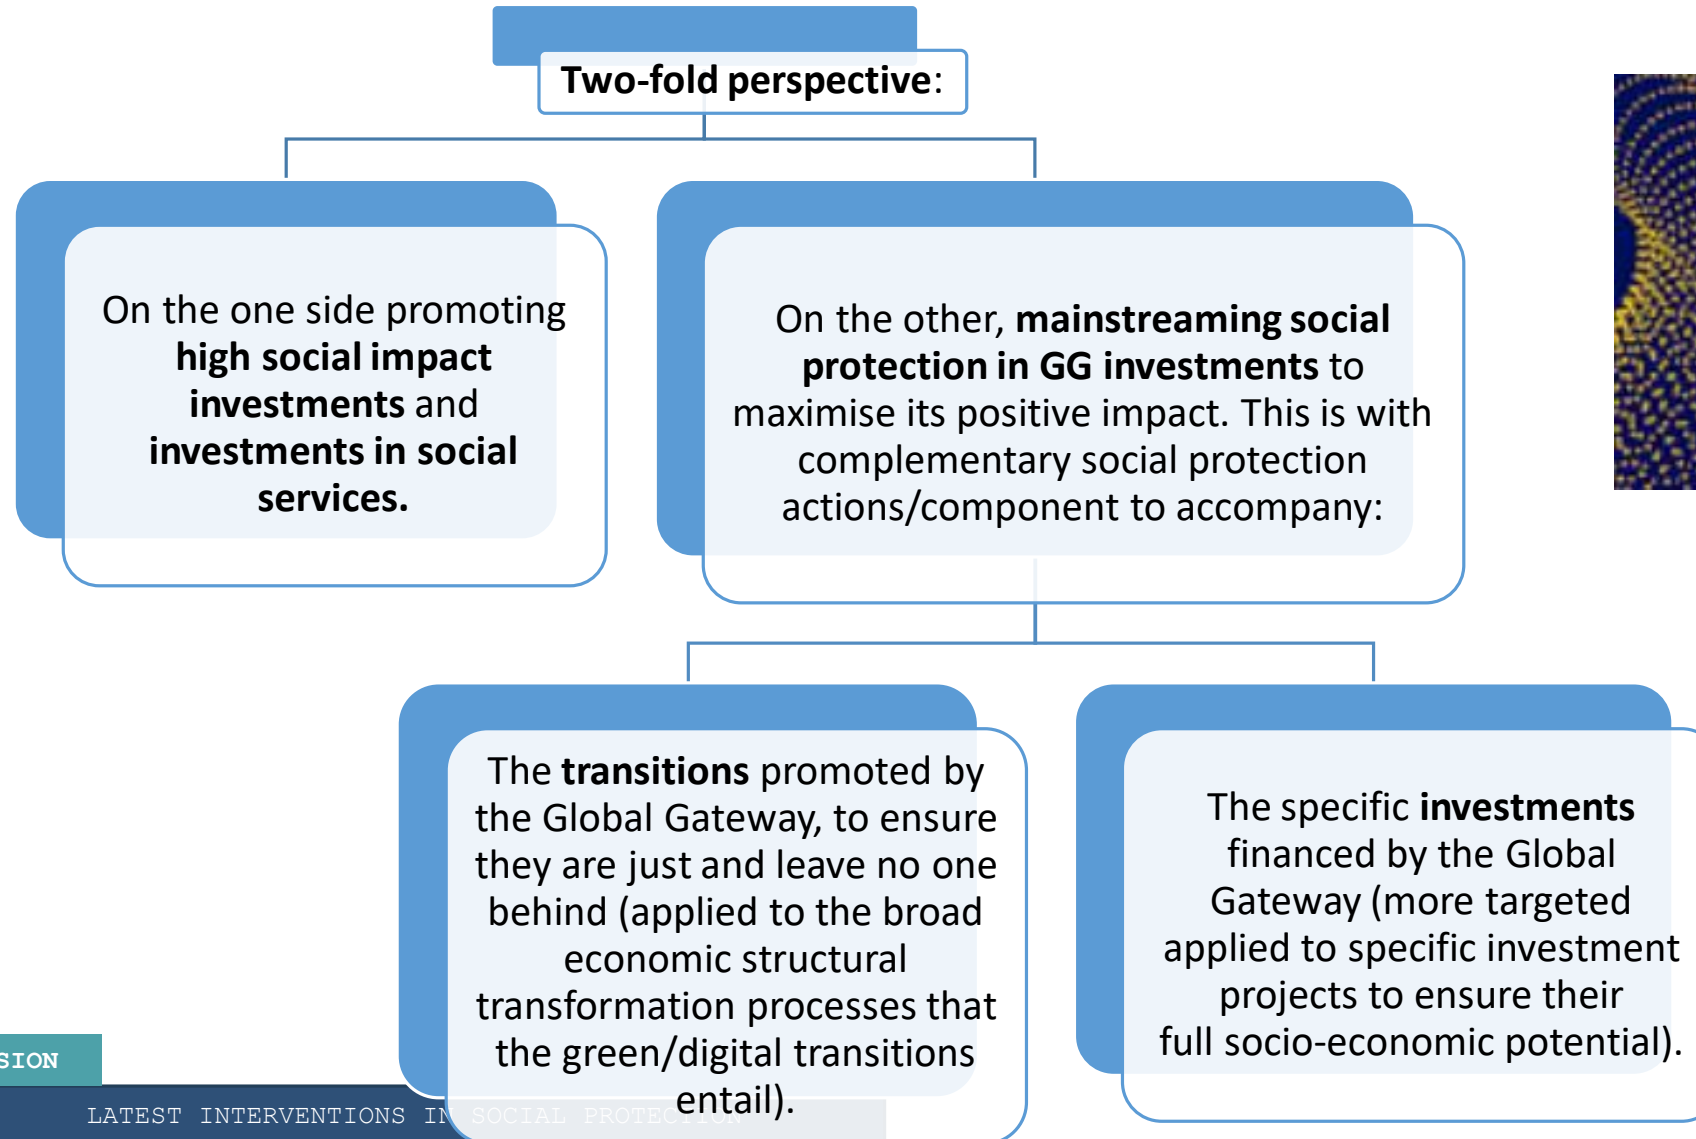 Two-fold perspective:
On the one side promoting
high social impact
investments and
investments in social
services.
On the other, mainstreaming social
protection in GG investments to
maximise its positive impact. This is with
complementary social protection
actions/component to accompany:
The transitions promoted by
the Global Gateway, to ensure
they are just and leave no one
behind (applied to the broad
economic structural
transformation processes that
the green/digital transitions
entail).
The specific investments
financed by the Global
Gateway (more targeted
applied to specific investment
projects to ensure their
full socio-economic potential).
SION
LATEST INTERVENTIONS IN SOCIAL PROTECTION